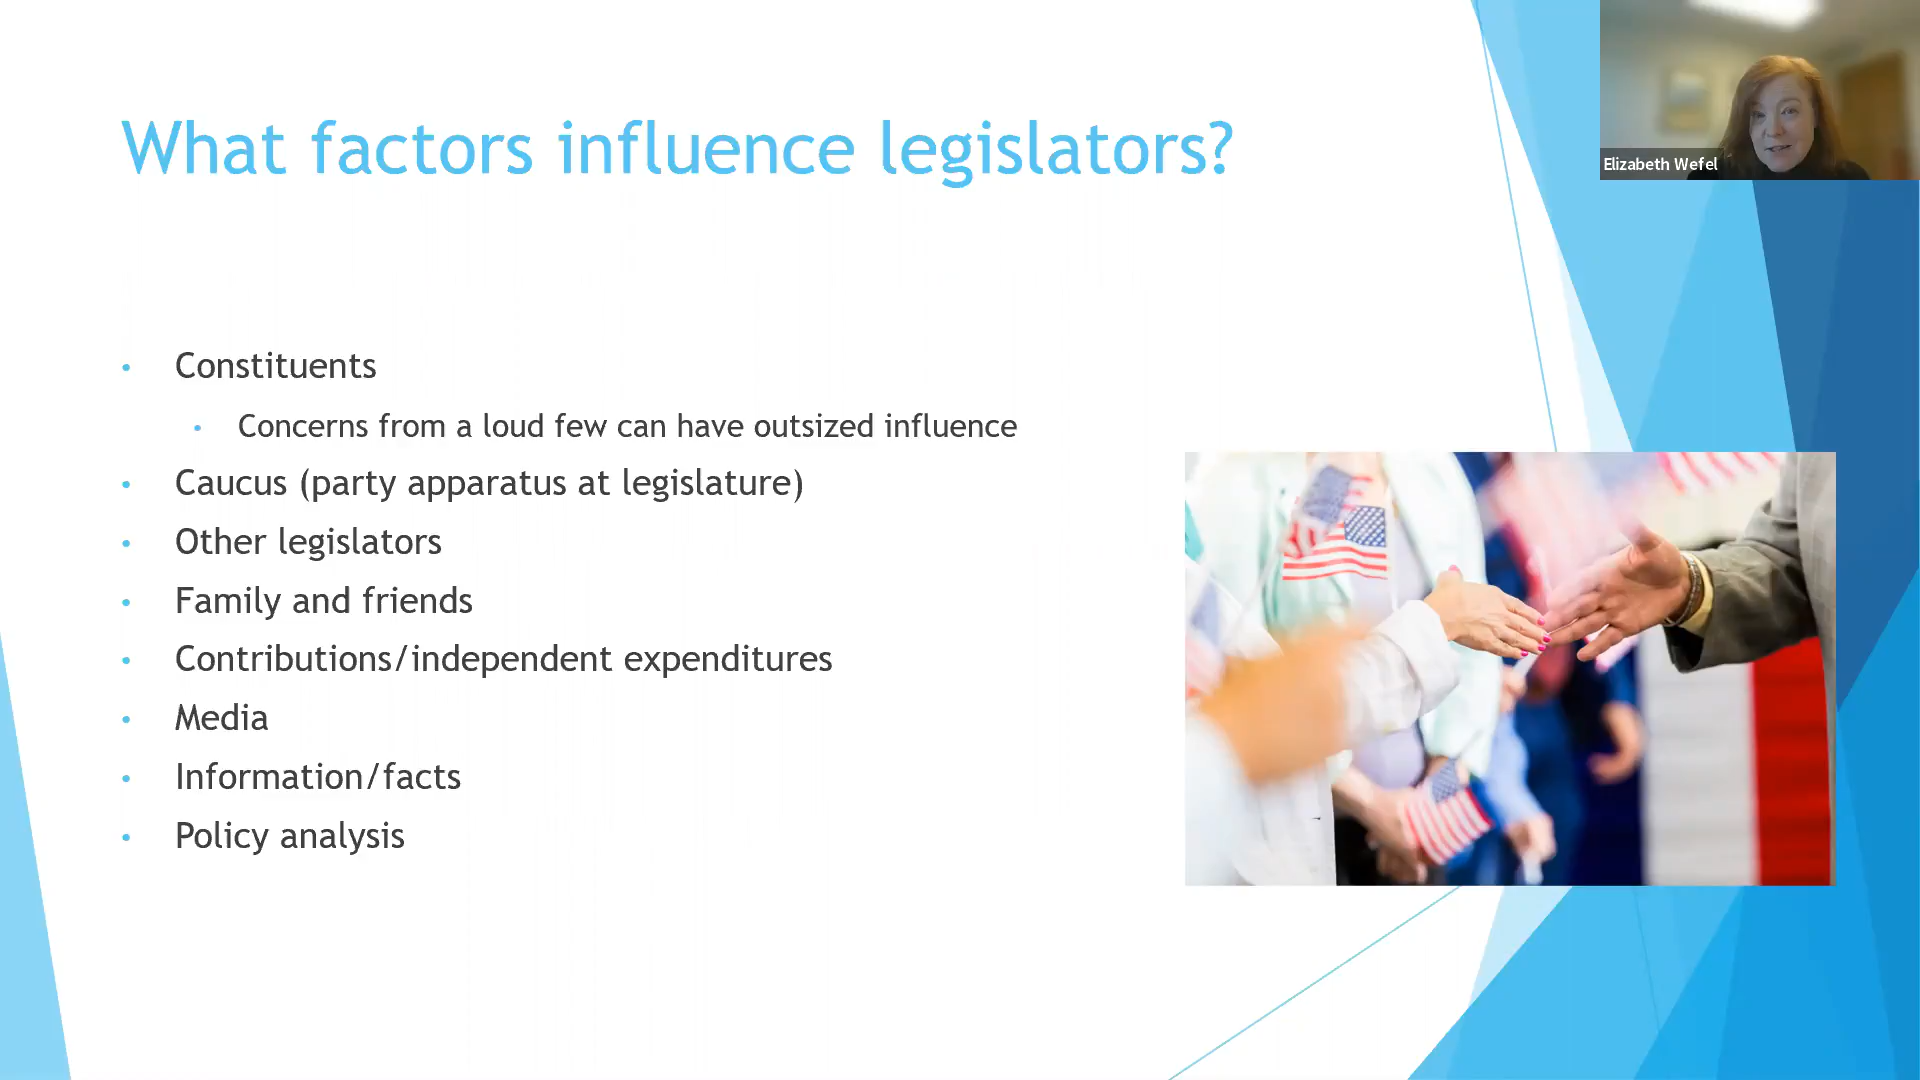 What factors influence legislators?
Elizabeth Wefel
• Constituents
• Concerns from a loud few can have outsized influence
• Caucus (party apparatus at legislature)
• Other legislators
• Family and friends
• Contributions/independent expenditures
• Media
• Information/facts
• Policy analysis